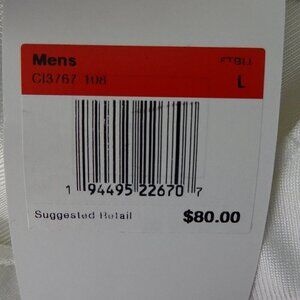 Mens FTBLL
CI3767 108 L
1 94495 22670 7
Suggested Retail $80.00